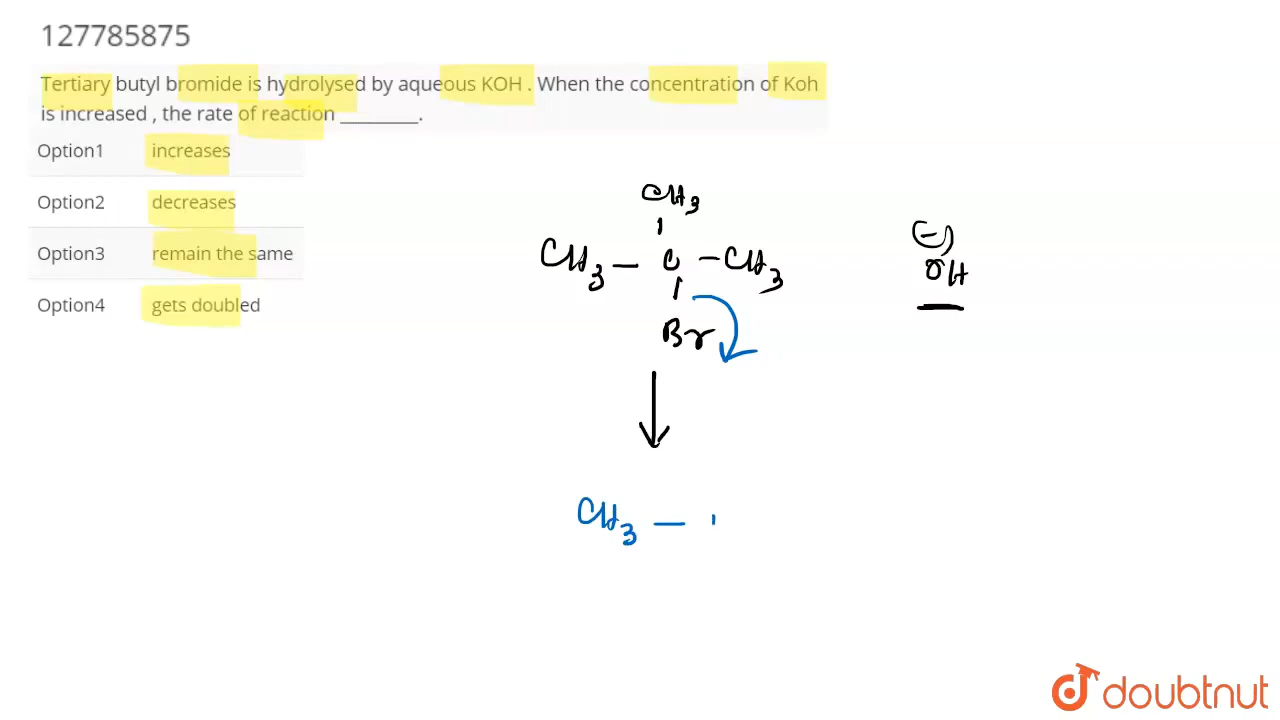 127785875
Tertiary butyl bromide is hydrolysed by aqueous KOH . When the concentration of Koh
is increased , the rate of reaction _________.
Option1 increases
Option2 decreases
Option3 remain the same
Option4 gets doubled
CH3
CH3 – C – CH3
(–)
OH
Br
CH3 –
doubtnut